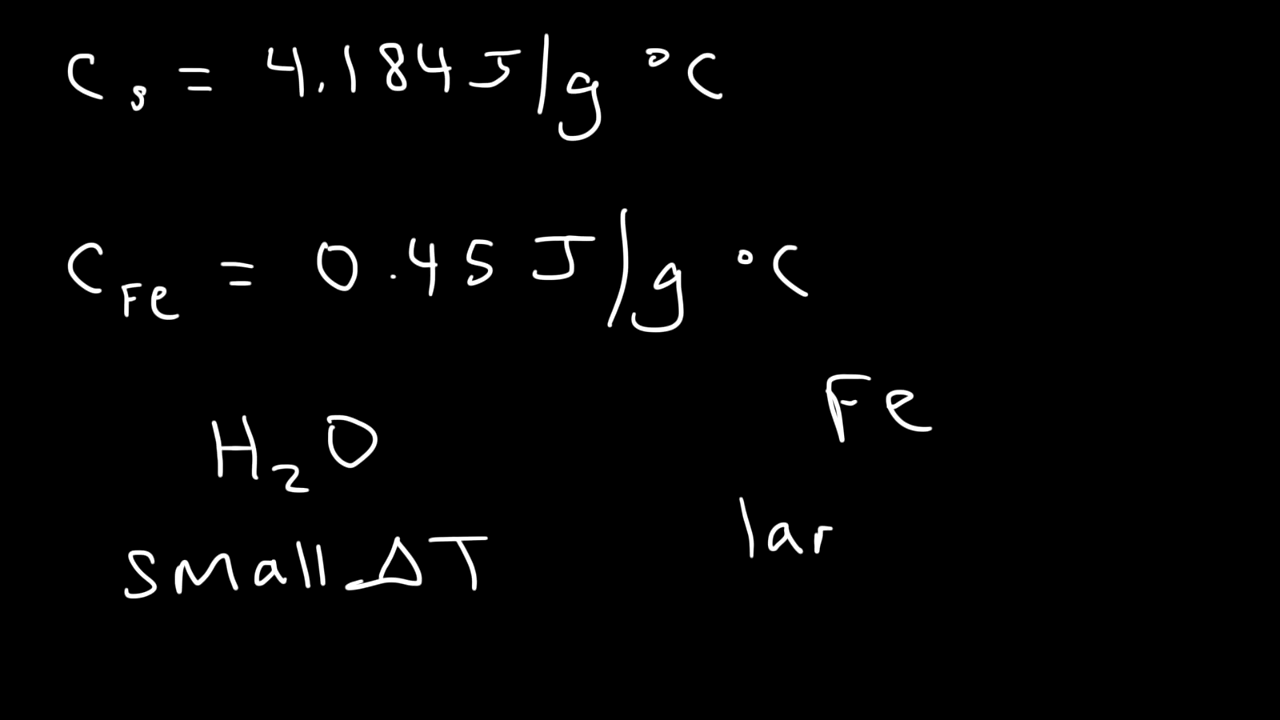 Cs = 4.184 J/g °C
CFe = 0.45 J/g °C
H2O
Fe
small ΔT
lar